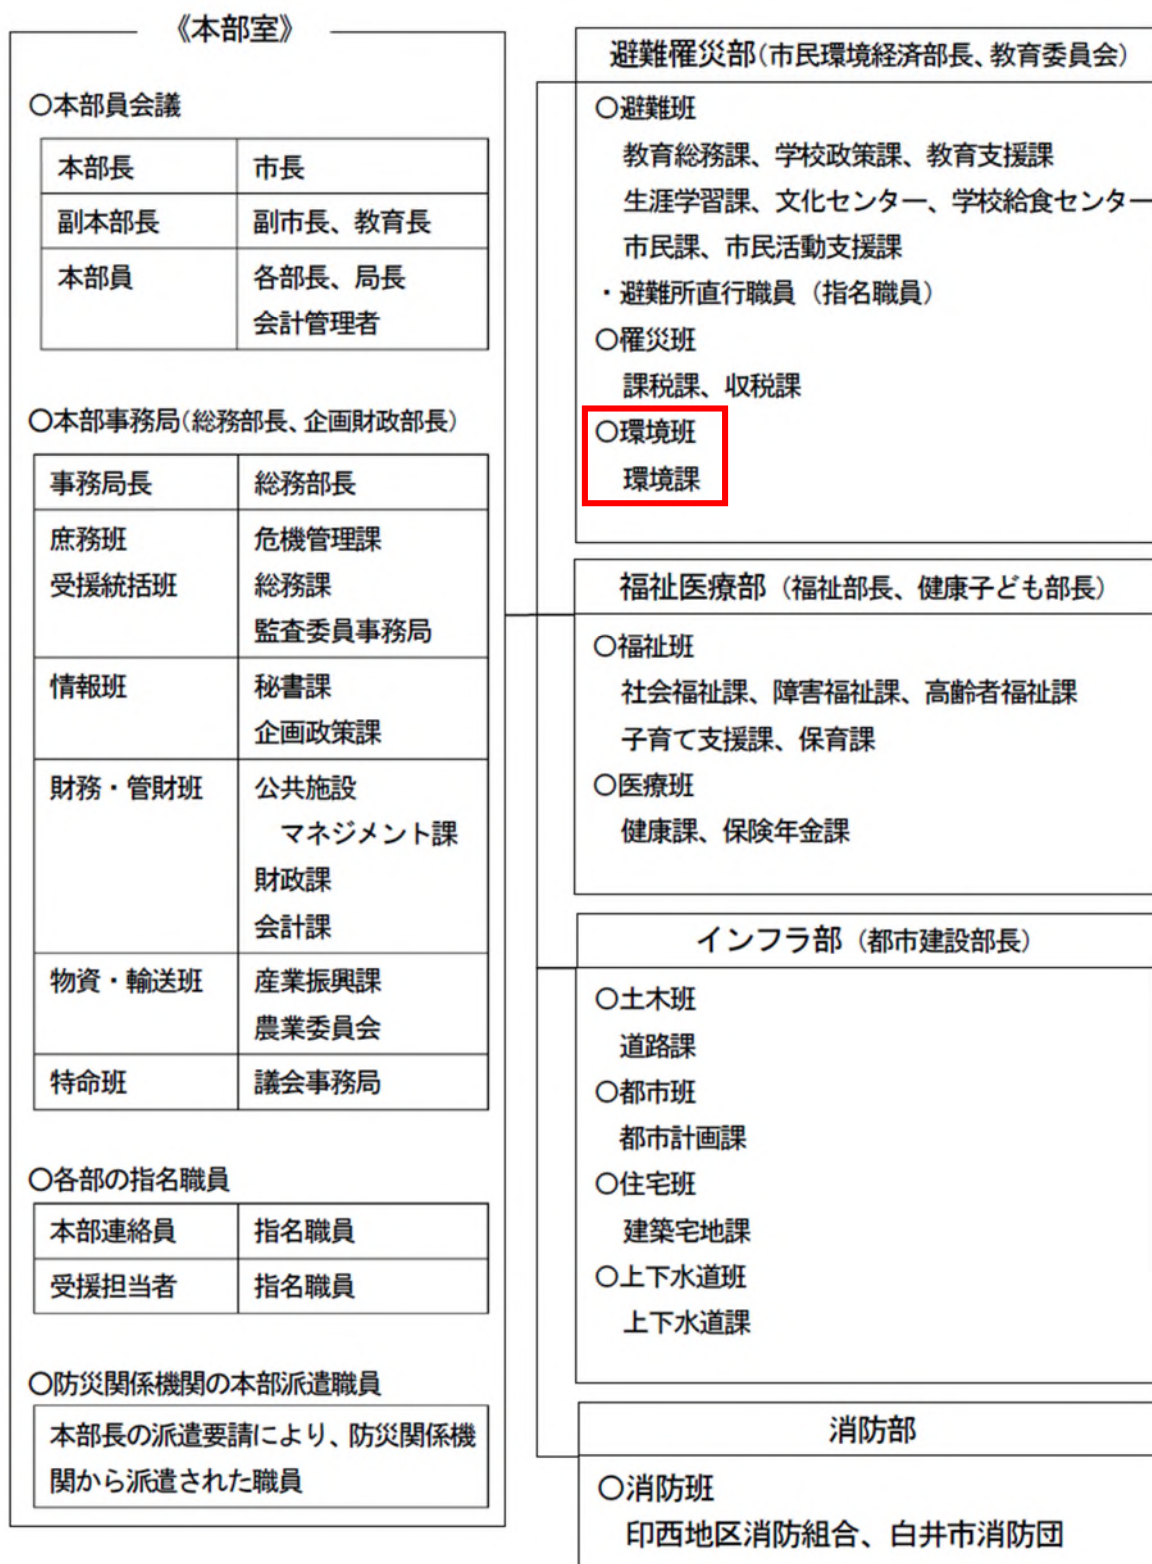 《本部室》
○本部員会議
本部長 市長
副本部長 副市長、教育長
本部員 各部長、局長
会計管理者
○本部事務局(総務部長、企画財政部長)
事務局長 総務部長
庶務班 危機管理課
受援統括班 総務課
監査委員事務局
情報班 秘書課
企画政策課
財務・管財班 公共施設
マネジメント課
財政課
会計課
物資・輸送班 産業振興課
農業委員会
特命班 議会事務局
○各部の指名職員
本部連絡員 指名職員
受援担当者 指名職員
○防災関係機関の本部派遣職員
本部長の派遣要請により、防災関係機
関から派遣された職員
避難罹災部(市民環境経済部長、教育委員会)
○避難班
教育総務課、学校政策課、教育支援課
生涯学習課、文化センター、学校給食センター
市民課、市民活動支援課
・避難所直行職員(指名職員)
○罹災班
課税課、収税課
○環境班
環境課
福祉医療部(福祉部長、健康子ども部長)
○福祉班
社会福祉課、障害福祉課、高齢者福祉課
子育て支援課、保育課
○医療班
健康課、保険年金課
インフラ部(都市建設部長)
○土木班
道路課
○都市班
都市計画課
○住宅班
建築宅地課
○上下水道班
上下水道課
消防部
○消防班
印西地区消防組合、白井市消防団